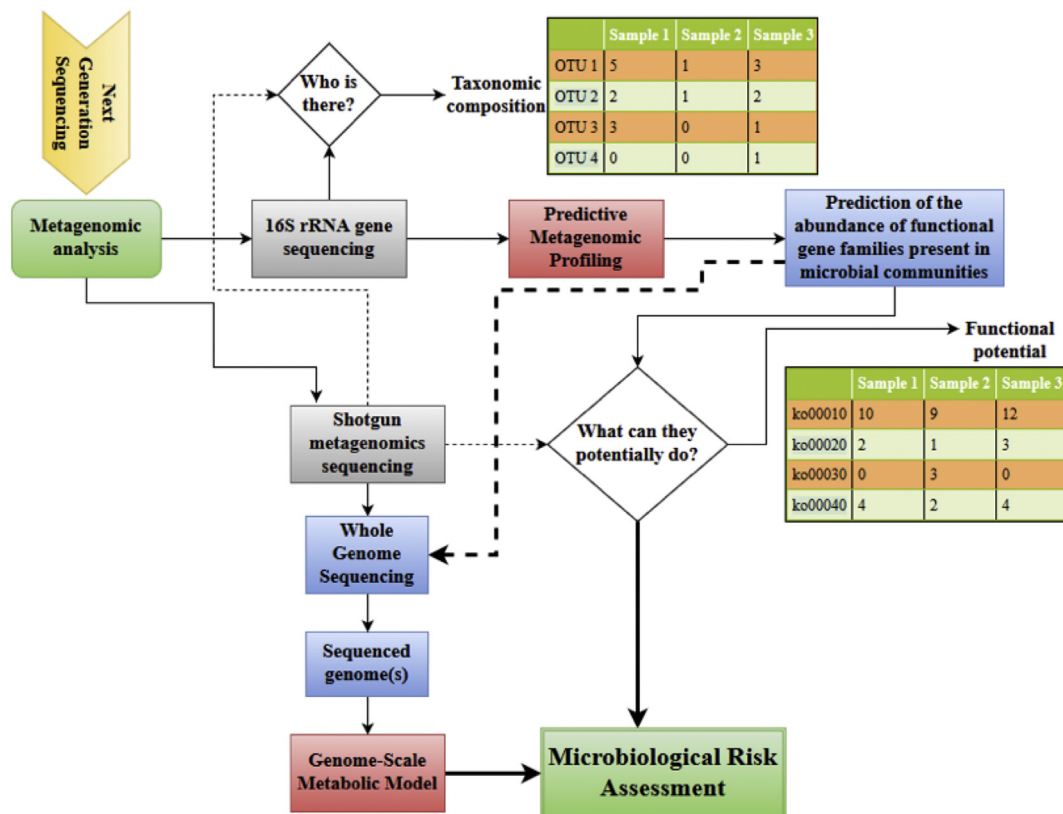 Next
Generation
Sequencing
Who is
there?
Taxonomic
composition
Sample 1 Sample 2 Sample 3
OTU 1 5 1 3
OTU 2 2 1 2
OTU 3 3 0 1
OTU 4 0 0 1
Metagenomic
analysis
16S rRNA gene
sequencing
Predictive
Metagenomic
Profiling
Prediction of the
abundance of functional
gene families present in
microbial communities
Functional
potential
Sample 1 Sample 2 Sample 3
ko00010 10 9 12
ko00020 2 1 3
ko00030 0 3 0
ko00040 4 2 4
Shotgun
metagenomics
sequencing
What can they
potentially do?
Whole
Genome
Sequencing
Sequenced
genome(s)
Genome-Scale
Metabolic Model
Microbiological Risk
Assessment